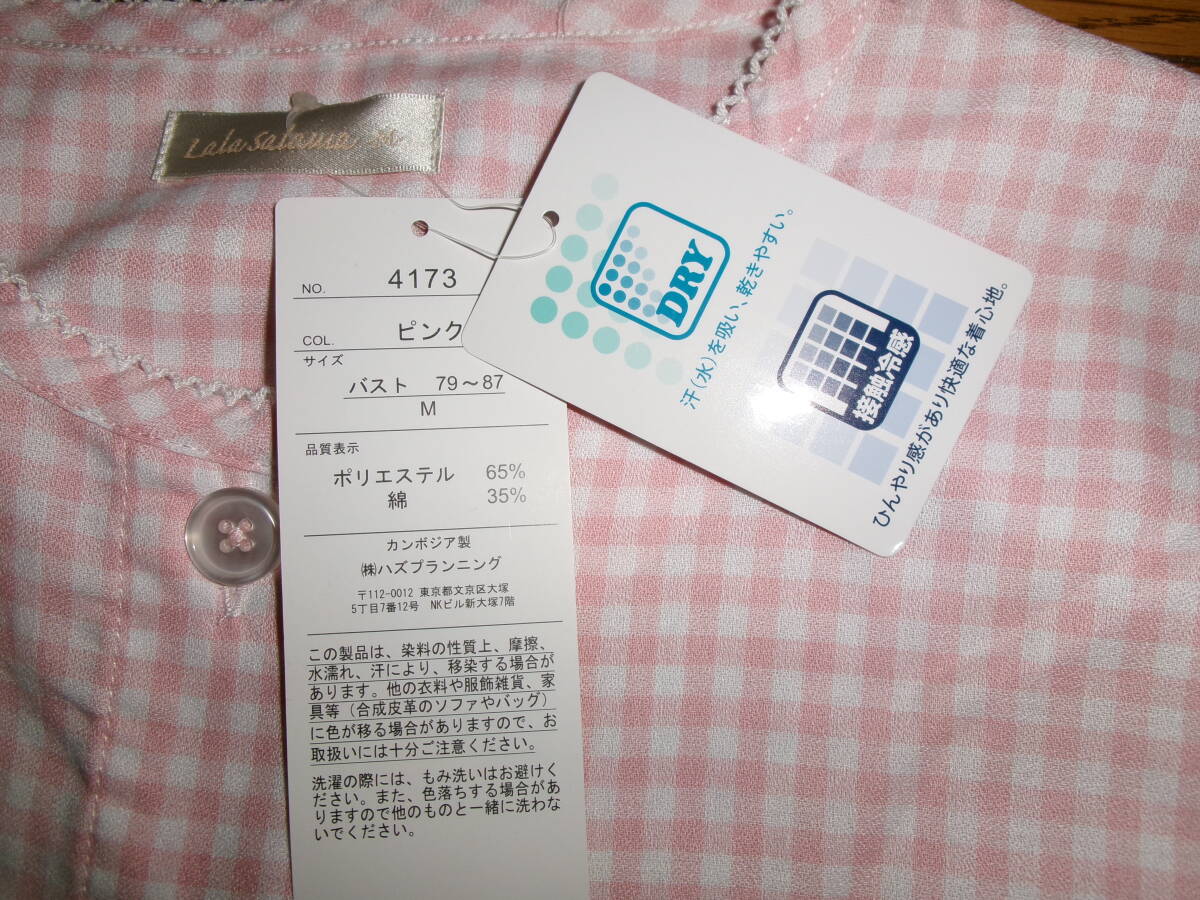 Lala saloma M
NO. 4173
COL. ピンク
サイズ
バスト 79～87
M
品質表示
ポリエステル 65%
綿 35%
カンボジア製
㈱ハズプランニング
〒112-0012 東京都文京区大塚
5丁目7番12号 NKビル新大塚7階
この製品は、染料の性質上、摩擦、
水濡れ、汗により、移染する場合が
あります。他の衣料や服飾雑貨、家
具等（合成皮革のソファやバッグ）
に色が移る場合がありますので、お
取扱いには十分ご注意ください。
洗濯の際には、もみ洗いはお避けく
ださい。また、色落ちする場合があ
りますので他のものと一緒に洗わな
いでください。
DRY
汗(水)を吸い、乾きやすい。
接触冷感
ひんやり感があり快適な着心地。